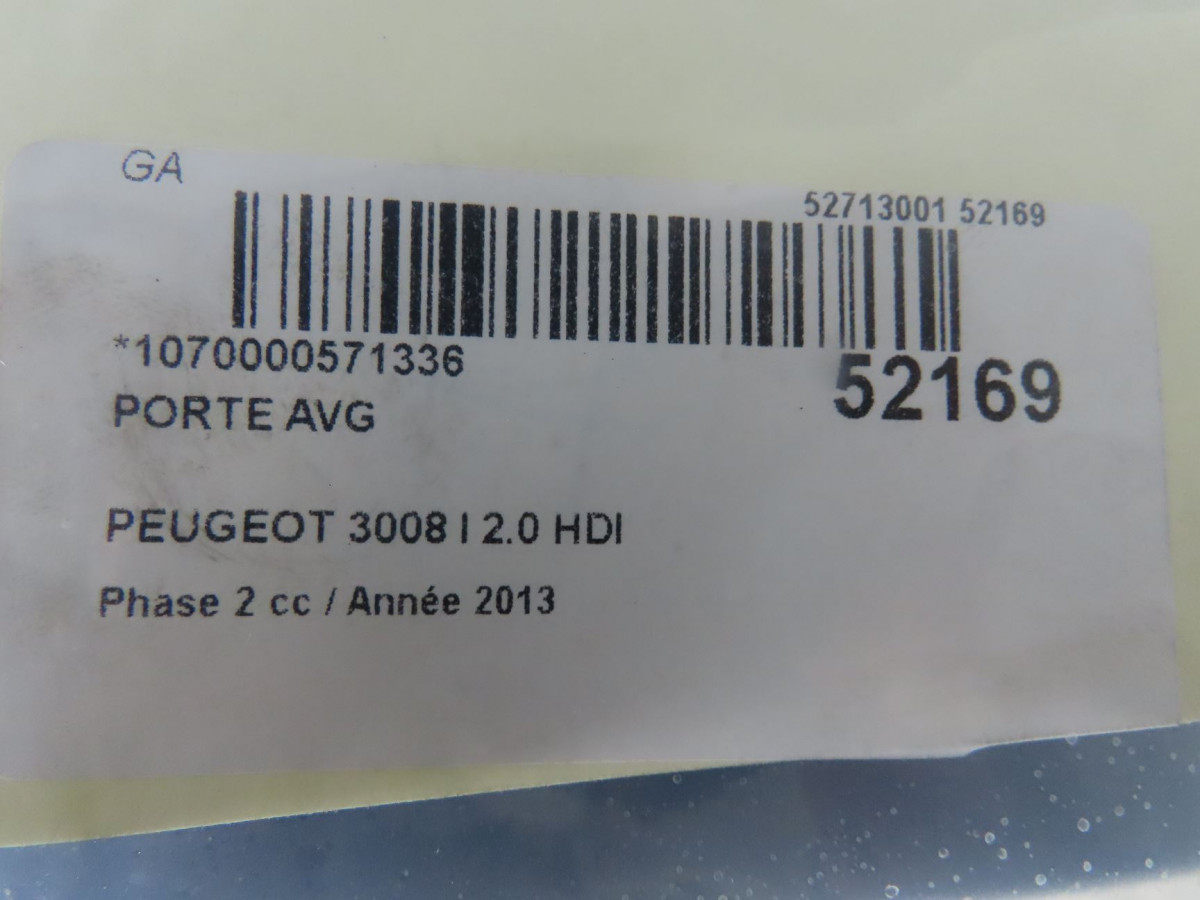 GA
52713001 52169
*1070000571336
52169
PORTE AVG
PEUGEOT 3008 I 2.0 HDI
Phase 2 cc / Année 2013